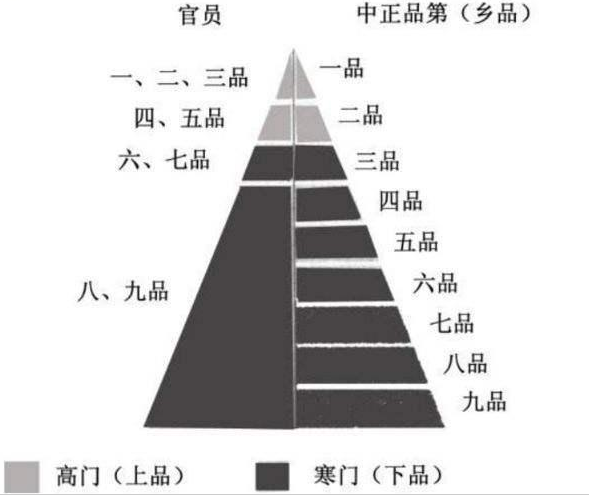 官员
中正品第（乡品）
一、二、三品
一品
四、五品
二品
六、七品
三品
四品
五品
八、九品
六品
七品
八品
九品
高门（上品）
寒门（下品）